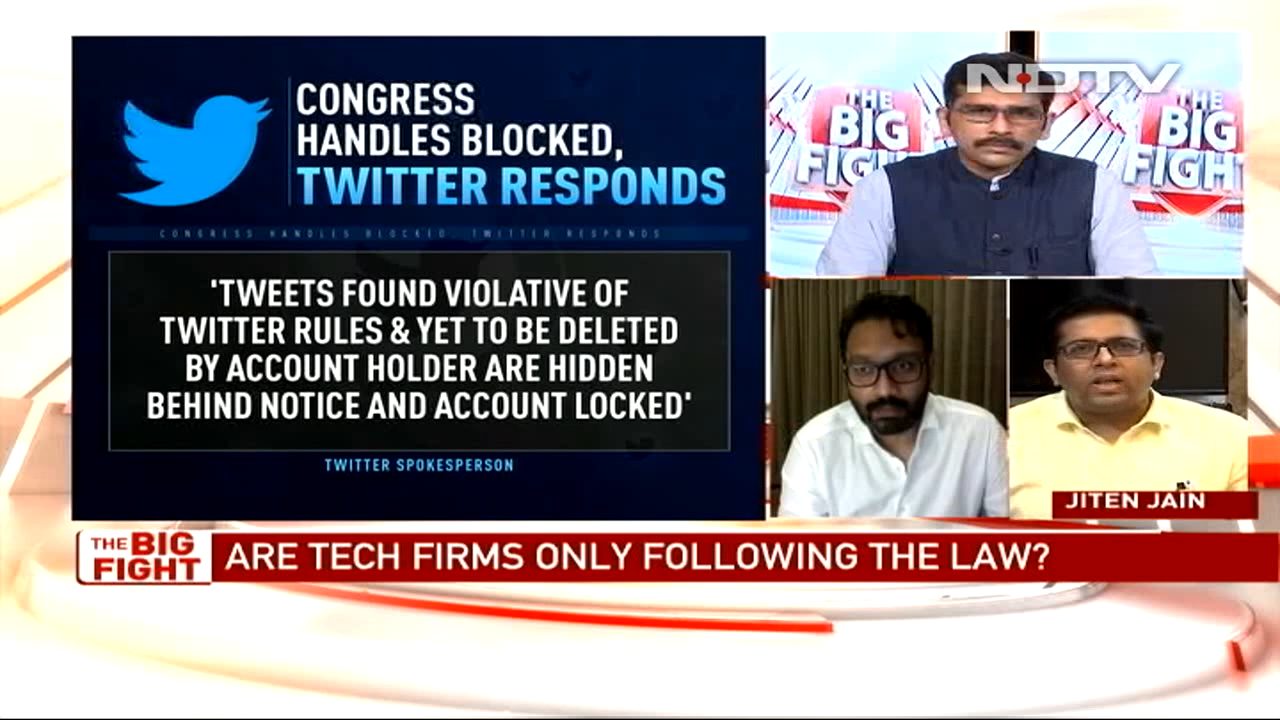 CONGRESS
HANDLES BLOCKED,
TWITTER RESPONDS
CONGRESS HANDLES BLOCKED, TWITTER RESPONDS
'TWEETS FOUND VIOLATIVE OF
TWITTER RULES & YET TO BE DELETED
BY ACCOUNT HOLDER ARE HIDDEN
BEHIND NOTICE AND ACCOUNT LOCKED'
TWITTER SPOKESPERSON
NDTV
THE
BIG
FIGH
THE
BIG
FIGHT
JITEN JAIN
THE BIG
FIGHT
ARE TECH FIRMS ONLY FOLLOWING THE LAW?